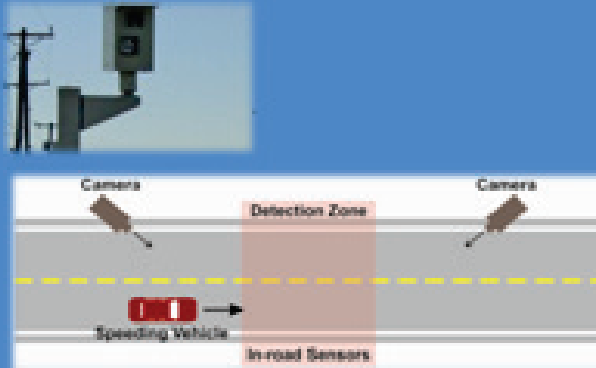 Camera
Camera
Detection Zone
Speeding Vehicle
In-road Sensors